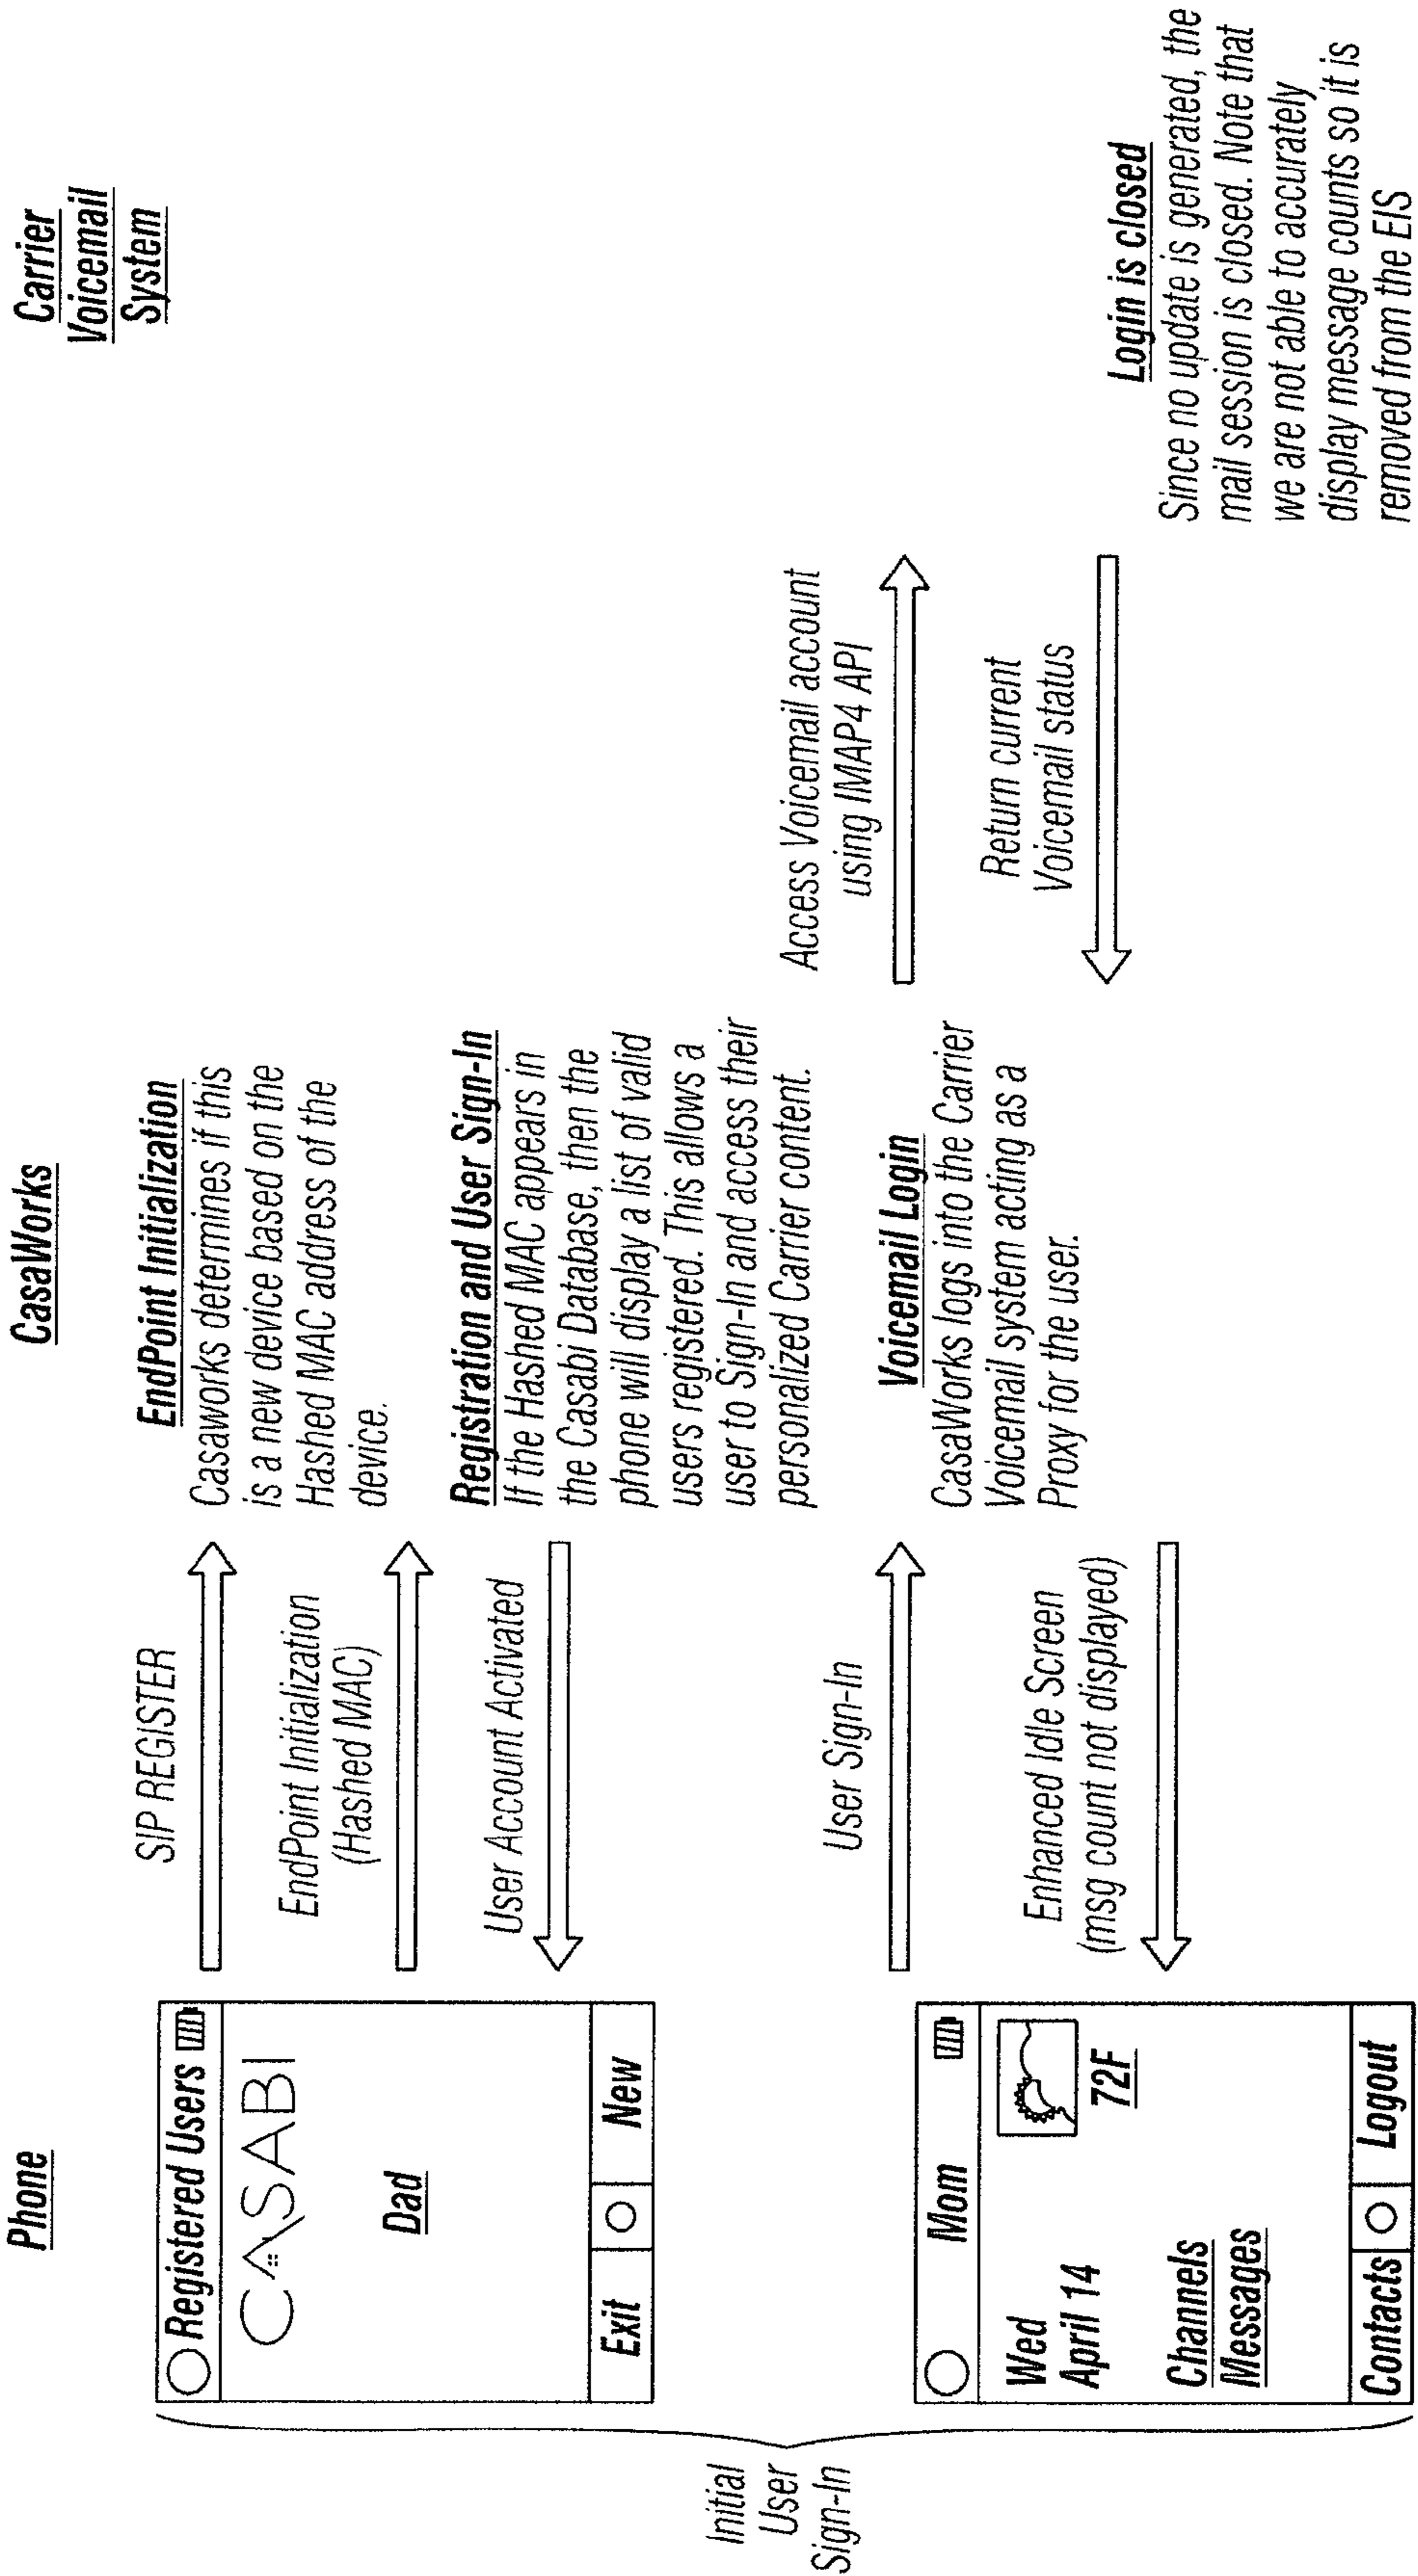 Phone
CasaWorks
Carrier
Voicemail
System
Initial
User
Sign-In
Registered Users
CASABI
Dad
Exit
New
SIP REGISTER
EndPoint Initialization
(Hashed MAC)
User Account Activated
EndPoint Initialization
Casaworks determines if this
is a new device based on the
Hashed MAC address of the
device.
Registration and User Sign-In
If the Hashed MAC appears in
the Casabi Database, then the
phone will display a list of valid
users registered. This allows a
user to Sign-In and access their
personalized Carrier content.
Mom
Wed
April 14
72F
Channels
Messages
Contacts
Logout
User Sign-In
Enhanced Idle Screen
(msg count not displayed)
Voicemail Login
CasaWorks logs into the Carrier
Voicemail system acting as a
Proxy for the user.
Access Voicemail account
using IMAP4 API
Return current
Voicemail status
Login is closed
Since no update is generated, the
mail session is closed. Note that
we are not able to accurately
display message counts so it is
removed from the EIS